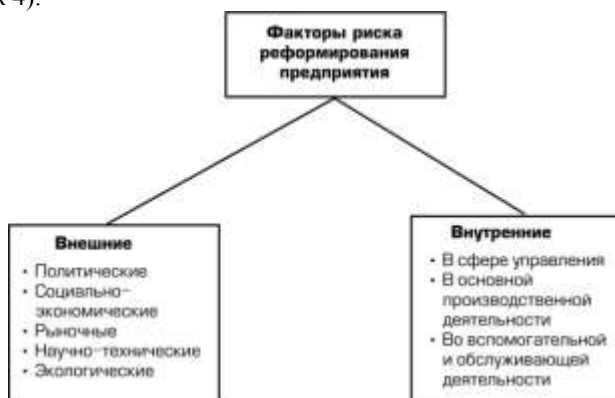 к 4).
Факторы риска
реформирования
предприятия
Внешние
• Политические
• Социально-
экономические
• Рыночные
• Научно-технические
• Экологические
Внутренние
• В сфере управления
• В основной
производственной
деятельности
• Во вспомогательной
и обслуживающей
деятельности